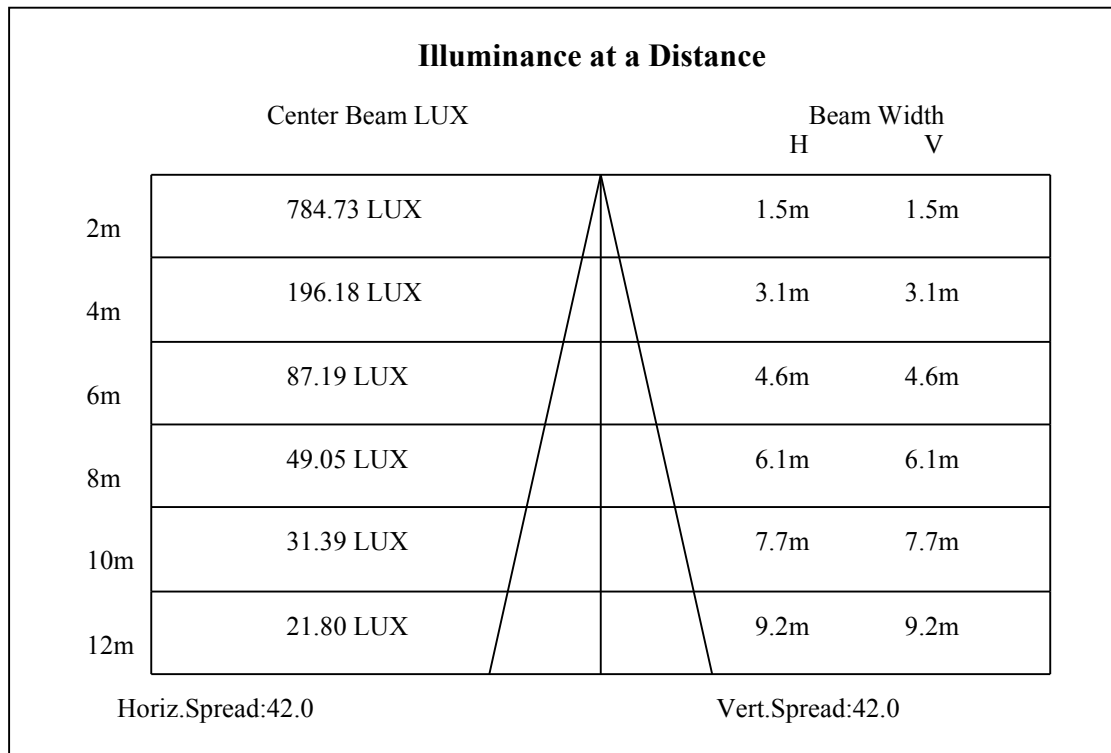 Illuminance at a Distance
Center Beam LUX Beam Width
H V
2m 784.73 LUX 1.5m 1.5m
4m 196.18 LUX 3.1m 3.1m
6m 87.19 LUX 4.6m 4.6m
8m 49.05 LUX 6.1m 6.1m
10m 31.39 LUX 7.7m 7.7m
12m 21.80 LUX 9.2m 9.2m
Horiz.Spread:42.0 Vert.Spread:42.0